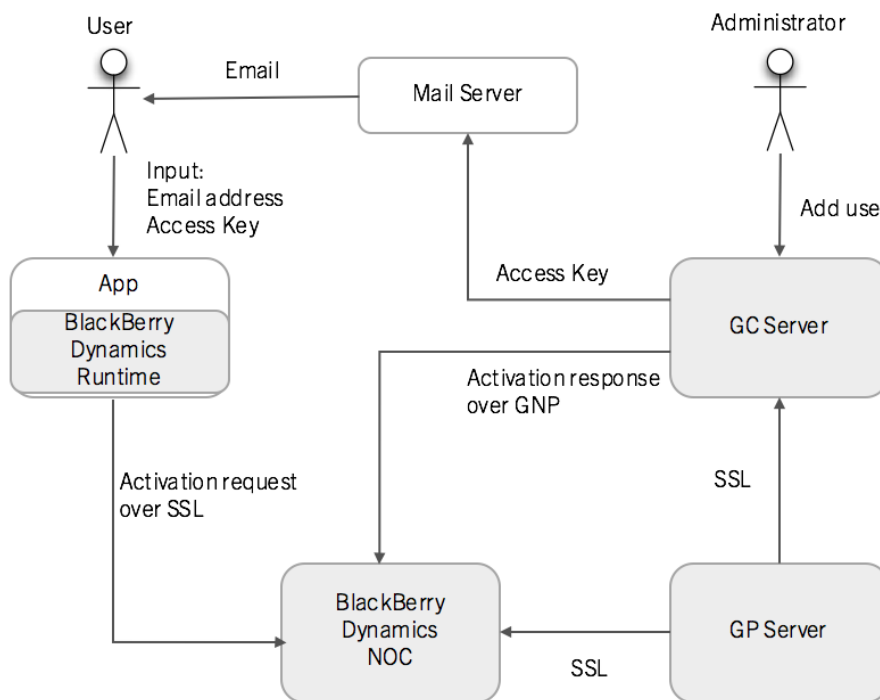 User
Administrator
Email
Mail Server
Input:
Email address
Access Key
Add use
App
BlackBerry
Dynamics
Runtime
Access Key
GC Server
Activation response
over GNP
Activation request
over SSL
SSL
BlackBerry
Dynamics
NOC
SSL
GP Server